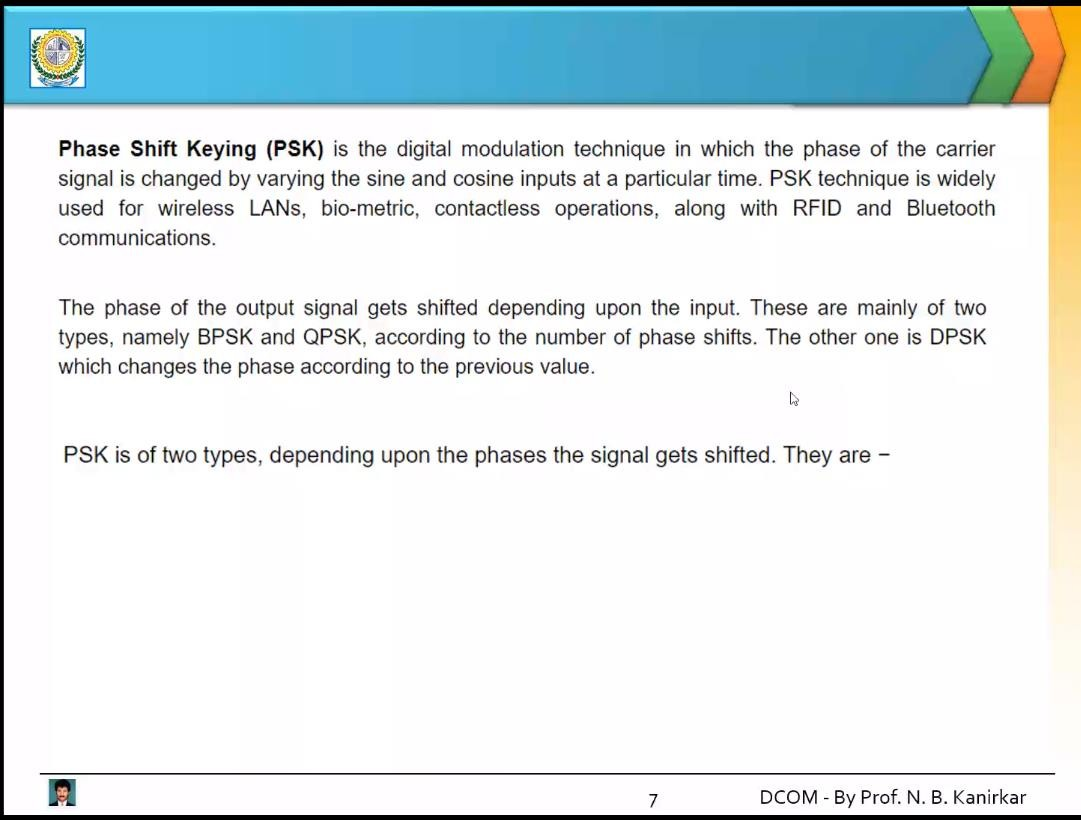 Phase Shift Keying (PSK) is the digital modulation technique in which the phase of the carrier
signal is changed by varying the sine and cosine inputs at a particular time. PSK technique is widely
used for wireless LANs, bio-metric, contactless operations, along with RFID and Bluetooth
communications.
The phase of the output signal gets shifted depending upon the input. These are mainly of two
types, namely BPSK and QPSK, according to the number of phase shifts. The other one is DPSK
which changes the phase according to the previous value.
PSK is of two types, depending upon the phases the signal gets shifted. They are −
7
DCOM - By Prof. N. B. Kanirkar